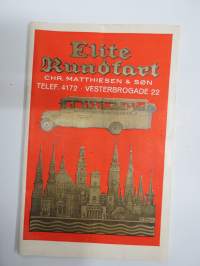 Elite
Rundfart
CHR. MATTHIESEN & SØN
TELEF. 4172 · VESTERBROGADE 22